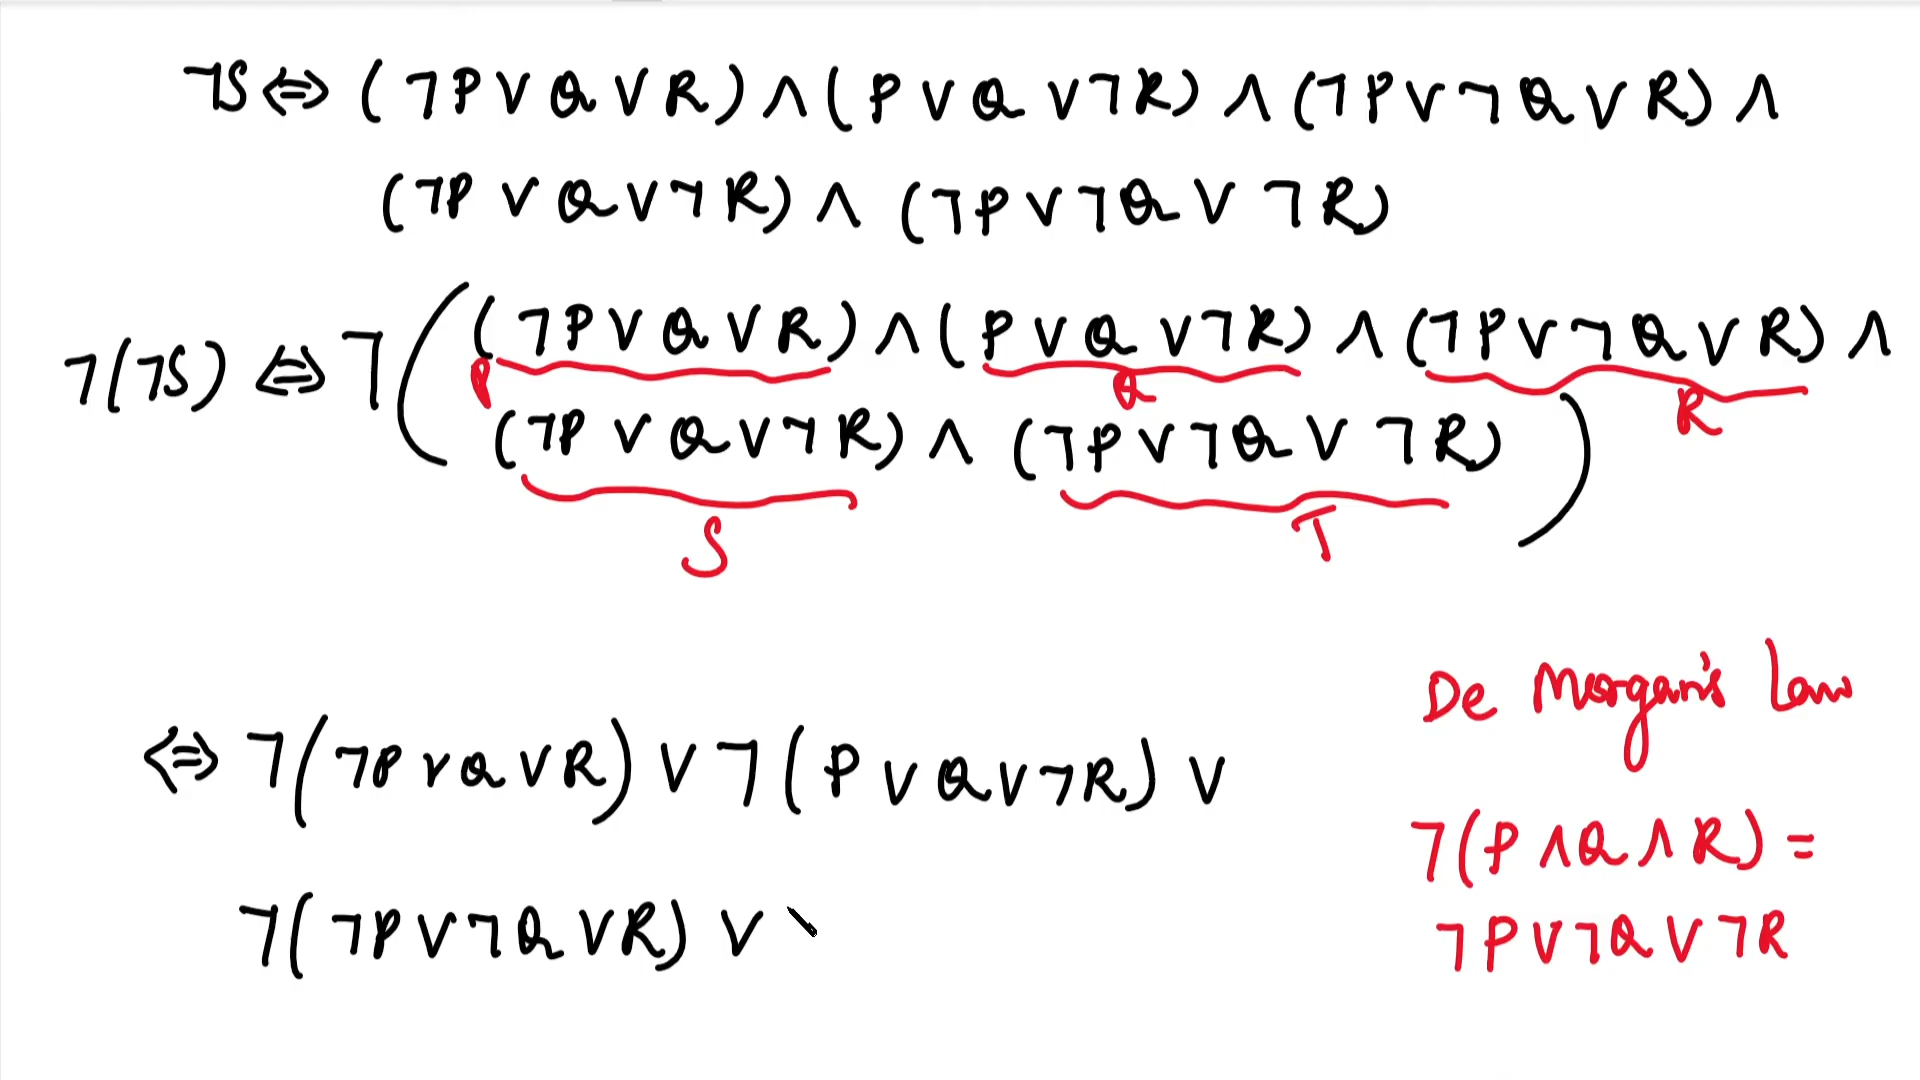 ¬S ⇔ (¬P ∨ Q ∨ R) ∧ (P ∨ Q ∨ ¬R) ∧ (¬P ∨ ¬Q ∨ R) ∧
(¬P ∨ Q ∨ ¬R) ∧ (¬P ∨ ¬Q ∨ ¬R)
¬(¬S) ⇔ ¬( (¬P ∨ Q ∨ R) ∧ (P ∨ Q ∨ ¬R) ∧ (¬P ∨ ¬Q ∨ R) ∧
P Q R
(¬P ∨ Q ∨ ¬R) ∧ (¬P ∨ ¬Q ∨ ¬R) )
S T
De Morgan's Law
⇔ ¬(¬P ∨ Q ∨ R) ∨ ¬(P ∨ Q ∨ ¬R) ∨
¬(P ∧ Q ∧ R) =
¬(¬P ∨ ¬Q ∨ R) ∨
¬P ∨ ¬Q ∨ ¬R